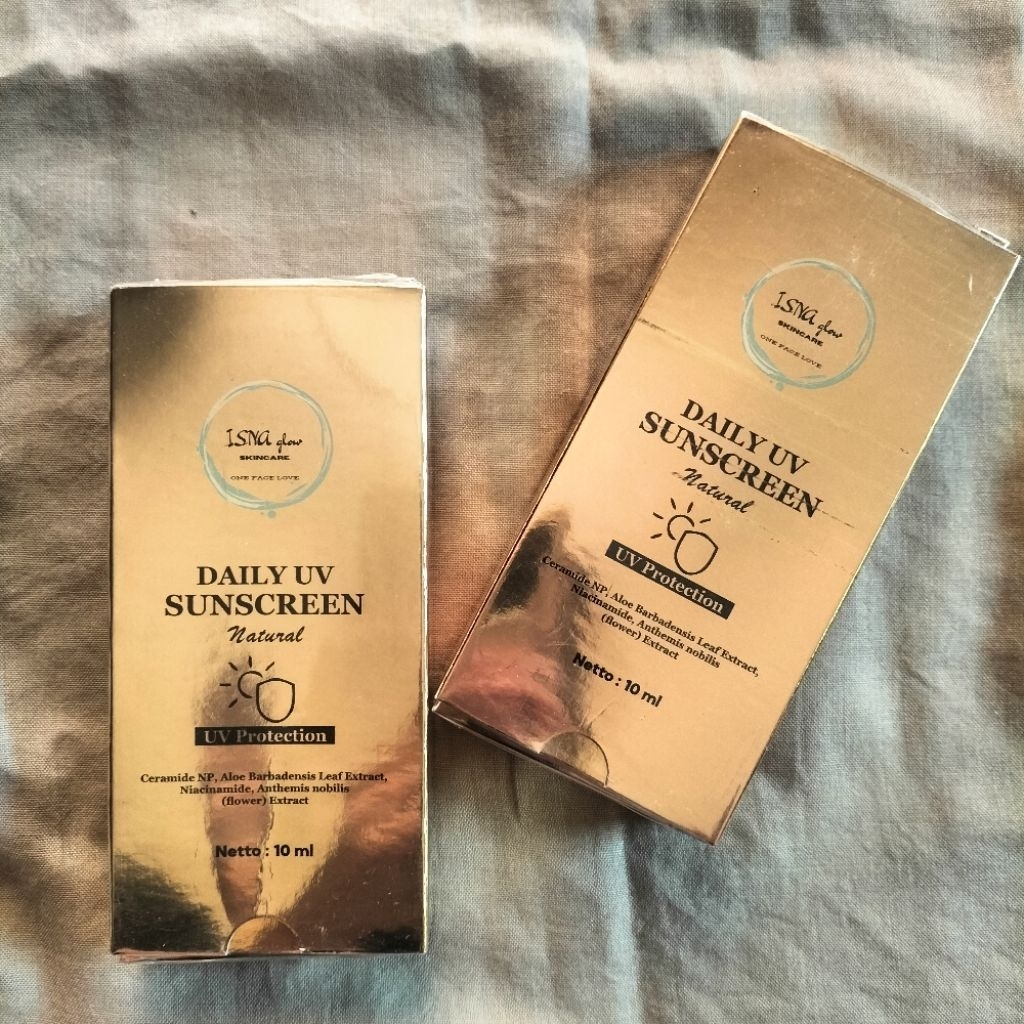 ISNA glow
SKINCARE
ONE FACE LOVE
DAILY UV
SUNSCREEN
Natural
UV Protection
Ceramide NP, Aloe Barbadensis Leaf Extract,
Niacinamide, Anthemis nobilis
(flower) Extract
Netto : 10 ml
ISNA glow
SKINCARE
ONE FACE LOVE
DAILY UV
SUNSCREEN
Natural
UV Protection
Ceramide NP, Aloe Barbadensis Leaf Extract,
Niacinamide, Anthemis nobilis
(flower) Extract
Netto : 10 ml